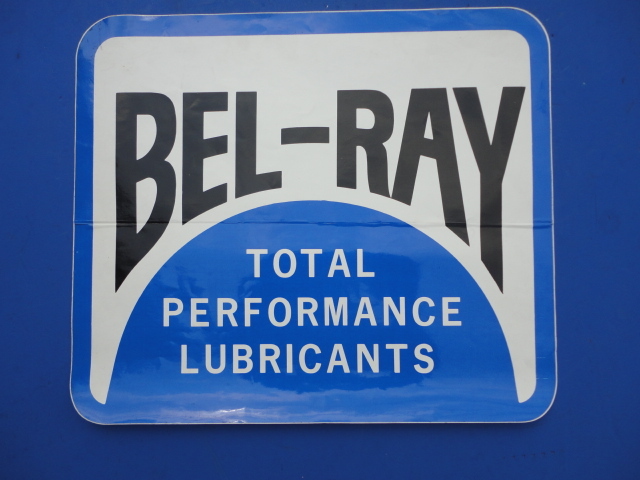 BEL-RAY
TOTAL
PERFORMANCE
LUBRICANTS